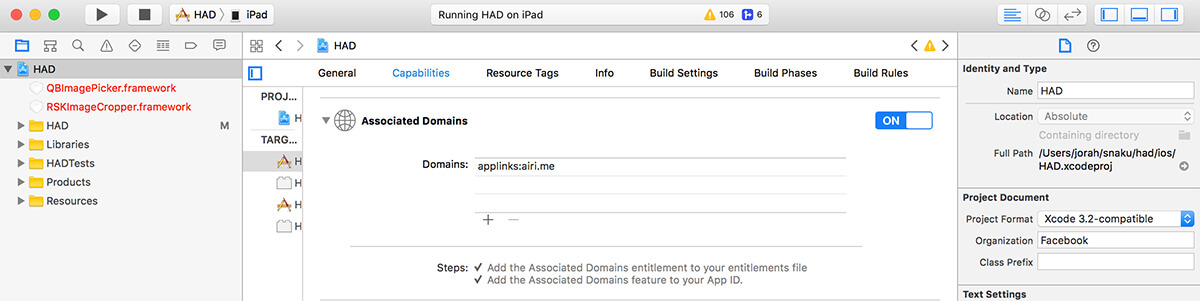 HAD
iPad
Running HAD on iPad
106
6
HAD
QBImagePicker.framework
RSKImageCropper.framework
HAD
M
Libraries
HADTests
Products
Resources
HAD
General
Capabilities
Resource Tags
Info
Build Settings
Build Phases
Build Rules
PROJ...
H
TARG...
H
H
H
H
Associated Domains
ON
Domains:
applinks:airi.me
Steps: ✓ Add the Associated Domains entitlement to your entitlements file
✓ Add the Associated Domains feature to your App ID.
Identity and Type
Name HAD
Location Absolute
Containing directory
Full Path /Users/jorah/snaku/had/ios/
HAD.xcodeproj
Project Document
Project Format Xcode 3.2-compatible
Organization Facebook
Class Prefix
Text Settings